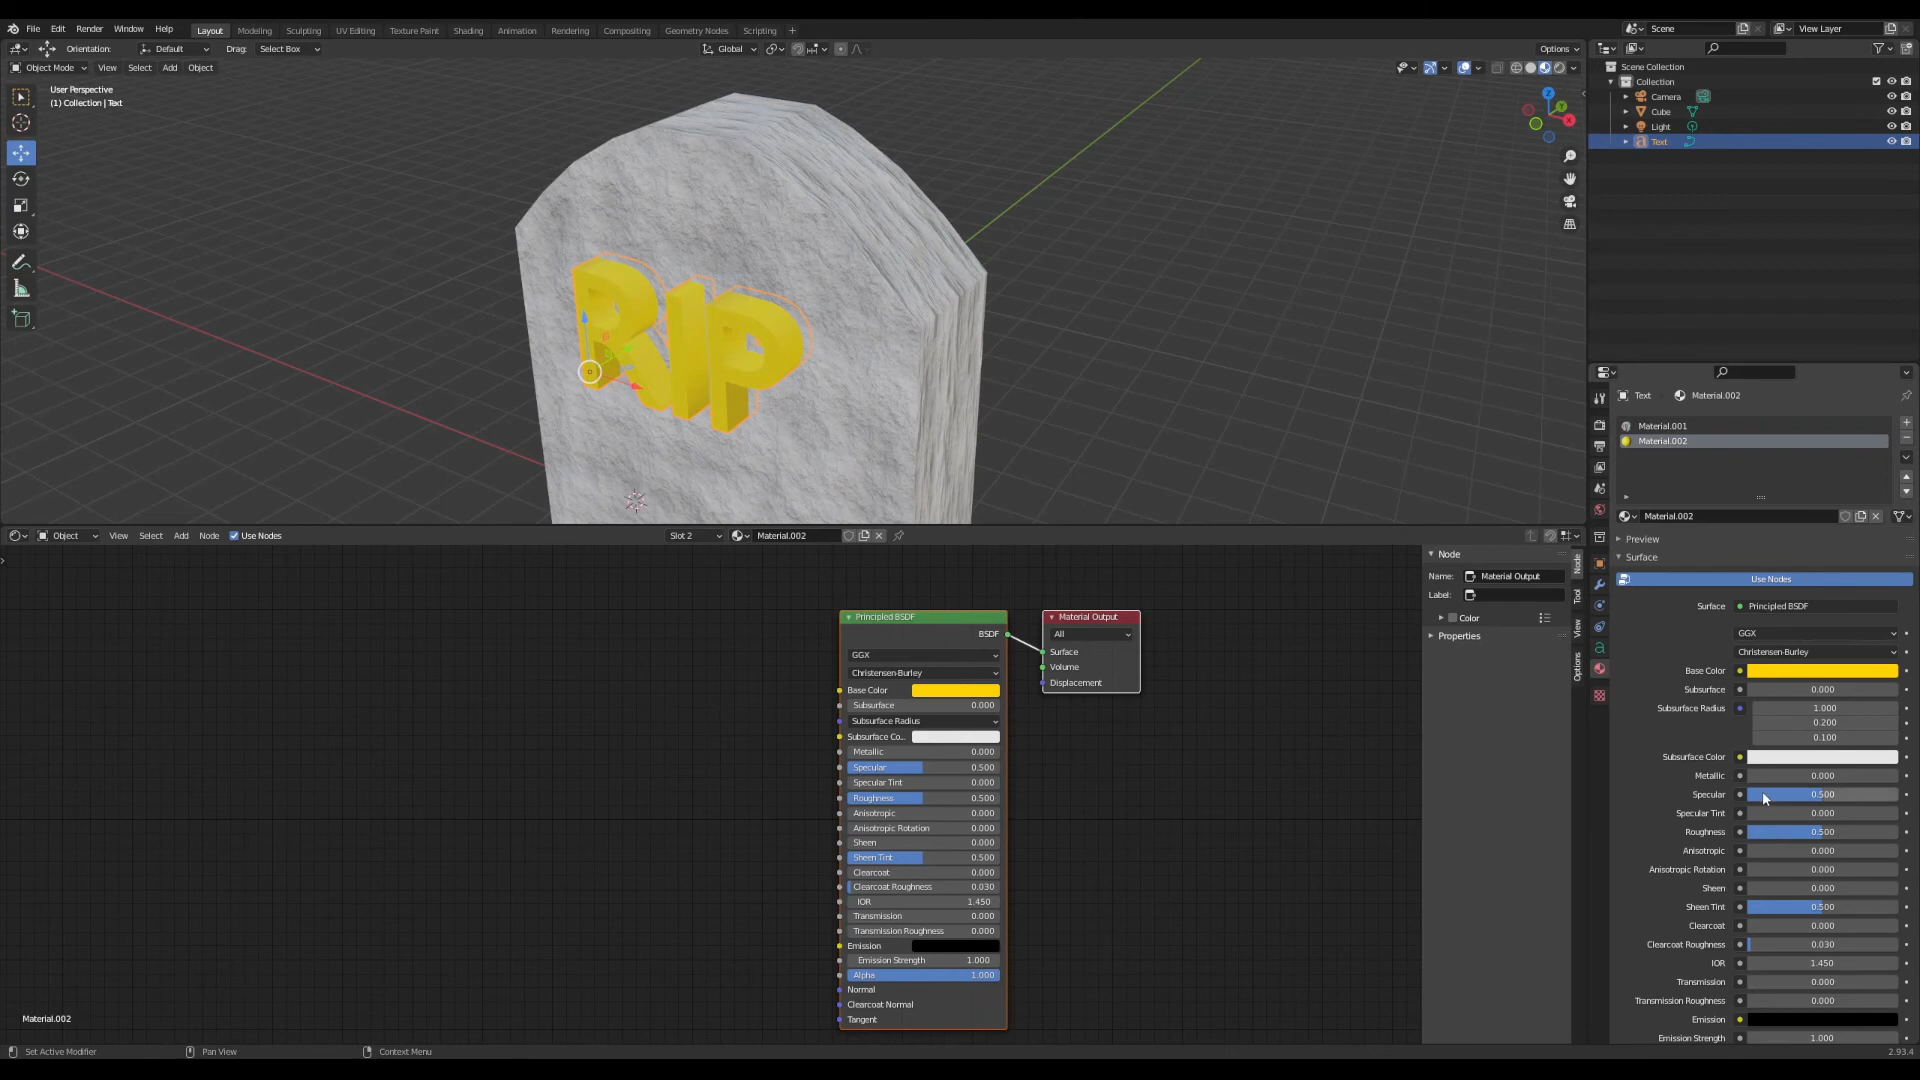 File Edit Render Window Help Layout Modeling Sculpting UV Editing Texture Paint Shading Animation Rendering Compositing Geometry Nodes Scripting + Scene View Layer
Orientation: Default Drag: Select Box Global Options
Object Mode View Select Add Object
User Perspective
(1) Collection | Text
RIP
Scene Collection
Collection
Camera
Cube
Light
Text
Text Material.002
Material.001
Material.002
Material.002
Preview
Surface
Use Nodes
Surface Principled BSDF
GGX
Christensen-Burley
Base Color
Subsurface 0.000
Subsurface Radius 1.000
0.200
0.100
Subsurface Color
Metallic 0.000
Specular 0.500
Specular Tint 0.000
Roughness 0.500
Anisotropic 0.000
Anisotropic Rotation 0.000
Sheen 0.000
Sheen Tint 0.500
Clearcoat 0.000
Clearcoat Roughness 0.030
IOR 1.450
Transmission 0.000
Transmission Roughness 0.000
Emission
Emission Strength 1.000
Object View Select Add Node Use Nodes Slot 2 Material.002
Principled BSDF
BSDF
GGX
Christensen-Burley
Base Color
Subsurface 0.000
Subsurface Radius
Subsurface Co...
Metallic 0.000
Specular 0.500
Specular Tint 0.000
Roughness 0.500
Anisotropic 0.000
Anisotropic Rotation 0.000
Sheen 0.000
Sheen Tint 0.500
Clearcoat 0.000
Clearcoat Roughness 0.030
IOR 1.450
Transmission 0.000
Transmission Roughness 0.000
Emission
Emission Strength 1.000
Alpha 1.000
Normal
Clearcoat Normal
Tangent
Material Output
All
Surface
Volume
Displacement
Node
Name: Material Output
Label:
Color
Properties
Node
Tool
View
Options
Material.002
Set Active Modifier Pan View Context Menu 2.93.4